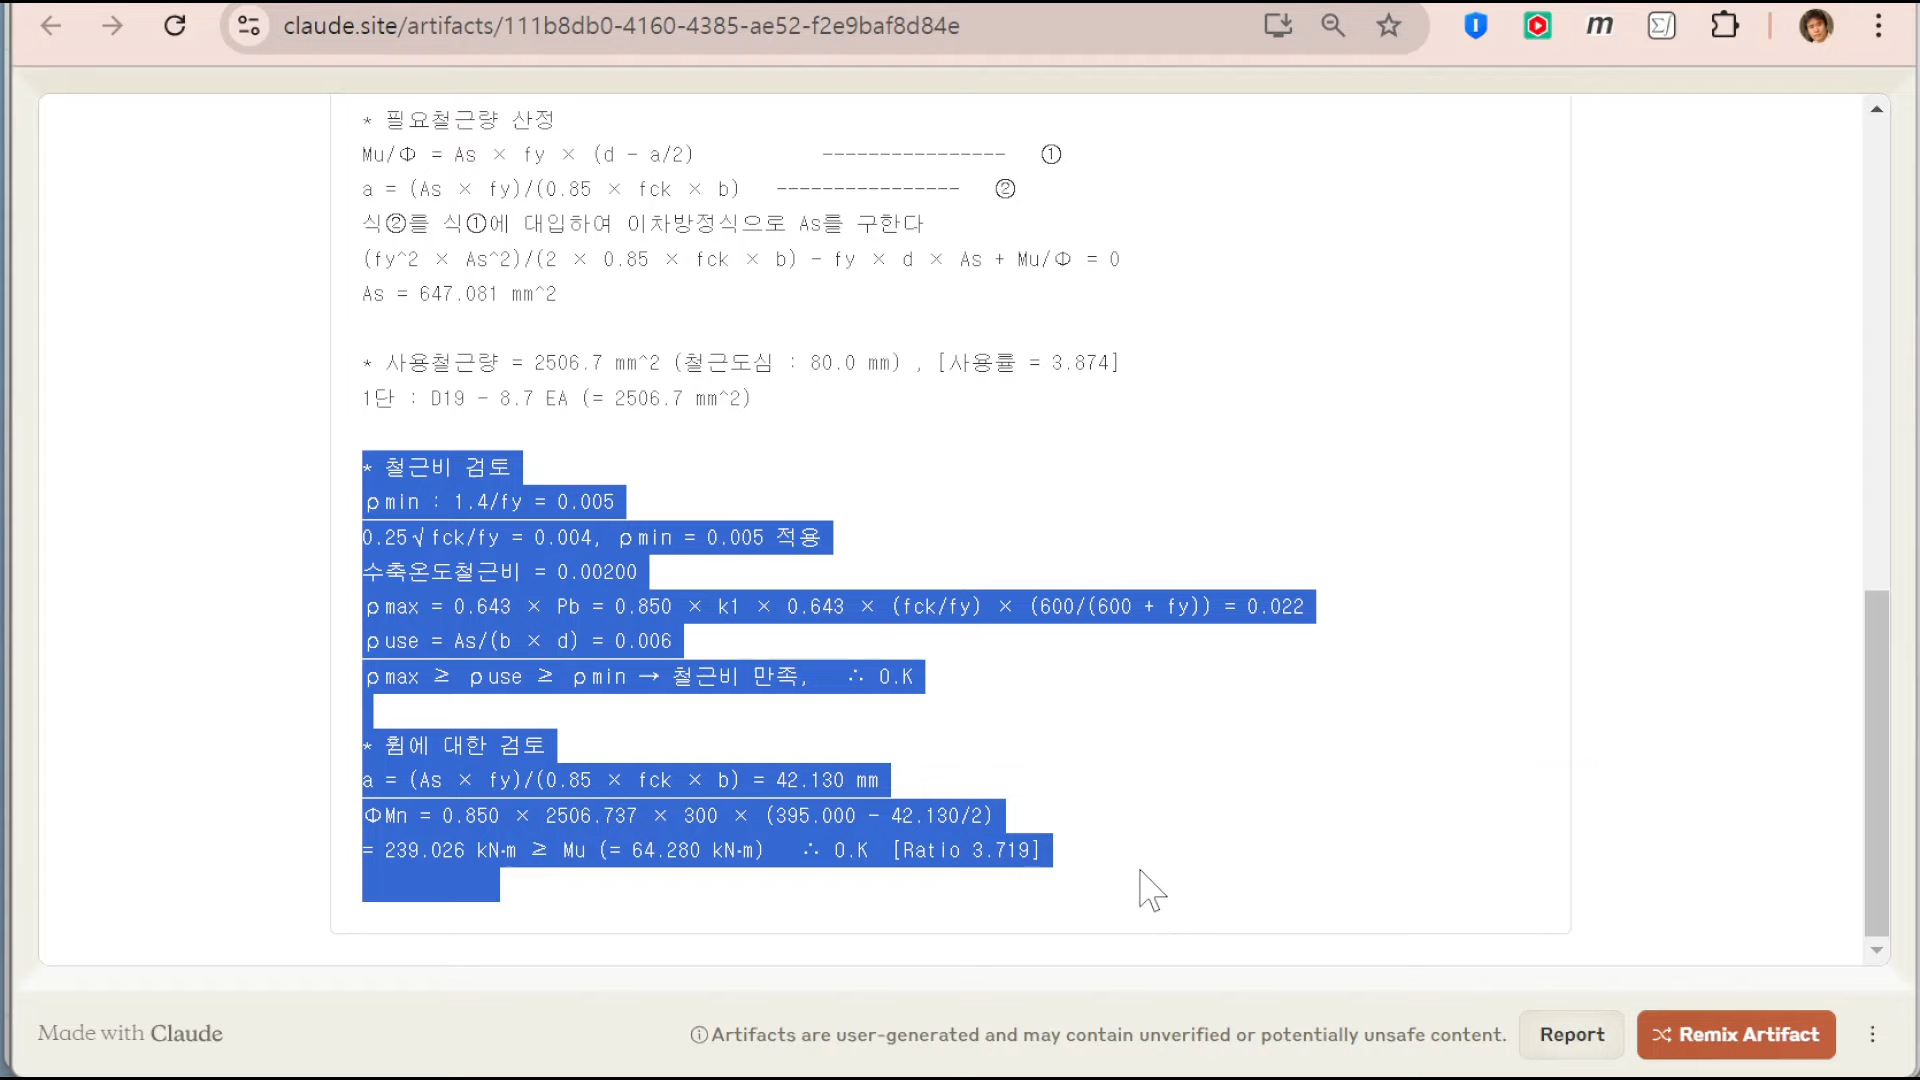 claude.site/artifacts/111b8db0-4160-4385-ae52-f2e9baf8d84e
* 필요철근량 산정
Mu/Φ = As × fy × (d - a/2) ---------------- ①
a = (As × fy)/(0.85 × fck × b) ---------------- ②
식②를 식①에 대입하여 이차방정식으로 As를 구한다
(fy^2 × As^2)/(2 × 0.85 × fck × b) - fy × d × As + Mu/Φ = 0
As = 647.081 mm^2
* 사용철근량 = 2506.7 mm^2 (철근도심 : 80.0 mm) , [사용률 = 3.874]
1단 : D19 - 8.7 EA (= 2506.7 mm^2)
* 철근비 검토
ρmin : 1.4/fy = 0.005
0.25√fck/fy = 0.004, ρmin = 0.005 적용
수축온도철근비 = 0.00200
ρmax = 0.643 × Pb = 0.850 × k1 × 0.643 × (fck/fy) × (600/(600 + fy)) = 0.022
ρuse = As/(b × d) = 0.006
ρmax ≥ ρuse ≥ ρmin → 철근비 만족, ∴ O.K
* 휨에 대한 검토
a = (As × fy)/(0.85 × fck × b) = 42.130 mm
ΦMn = 0.850 × 2506.737 × 300 × (395.000 - 42.130/2)
= 239.026 kN·m ≥ Mu (= 64.280 kN·m) ∴ O.K [Ratio 3.719]
Made with Claude
Artifacts are user-generated and may contain unverified or potentially unsafe content.
Report
Remix Artifact